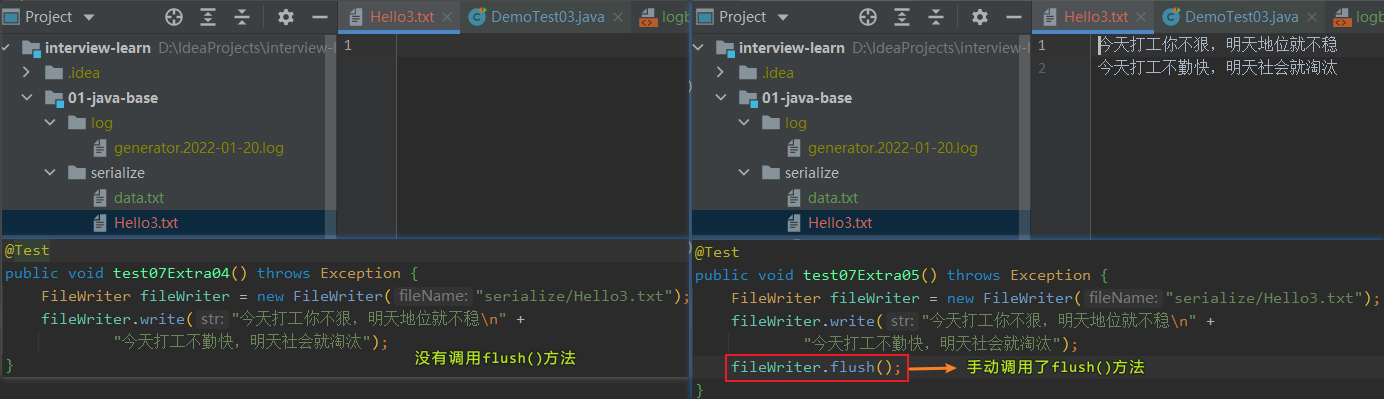 Project
Hello3.txt
DemoTest03.java
logb
interview-learn D:\IdeaProjects\interview-l
1
.idea
01-java-base
log
generator.2022-01-20.log
serialize
data.txt
Hello3.txt
@Test
public void test07Extra04() throws Exception {
FileWriter fileWriter = new FileWriter( fileName: "serialize/Hello3.txt");
fileWriter.write( str: "今天打工你不狠，明天地位就不稳\n" +
"今天打工不勤快，明天社会就淘汰");
没有调用flush()方法
}
Project
Hello3.txt
DemoTest03.java
log
interview-learn D:\IdeaProjects\interview-l
1 今天打工你不狠，明天地位就不稳
2 今天打工不勤快，明天社会就淘汰
.idea
01-java-base
log
generator.2022-01-20.log
serialize
data.txt
Hello3.txt
@Test
public void test07Extra05() throws Exception {
FileWriter fileWriter = new FileWriter( fileName: "serialize/Hello3.txt");
fileWriter.write( str: "今天打工你不狠，明天地位就不稳\n" +
"今天打工不勤快，明天社会就淘汰");
fileWriter.flush(); 手动调用了flush()方法
}